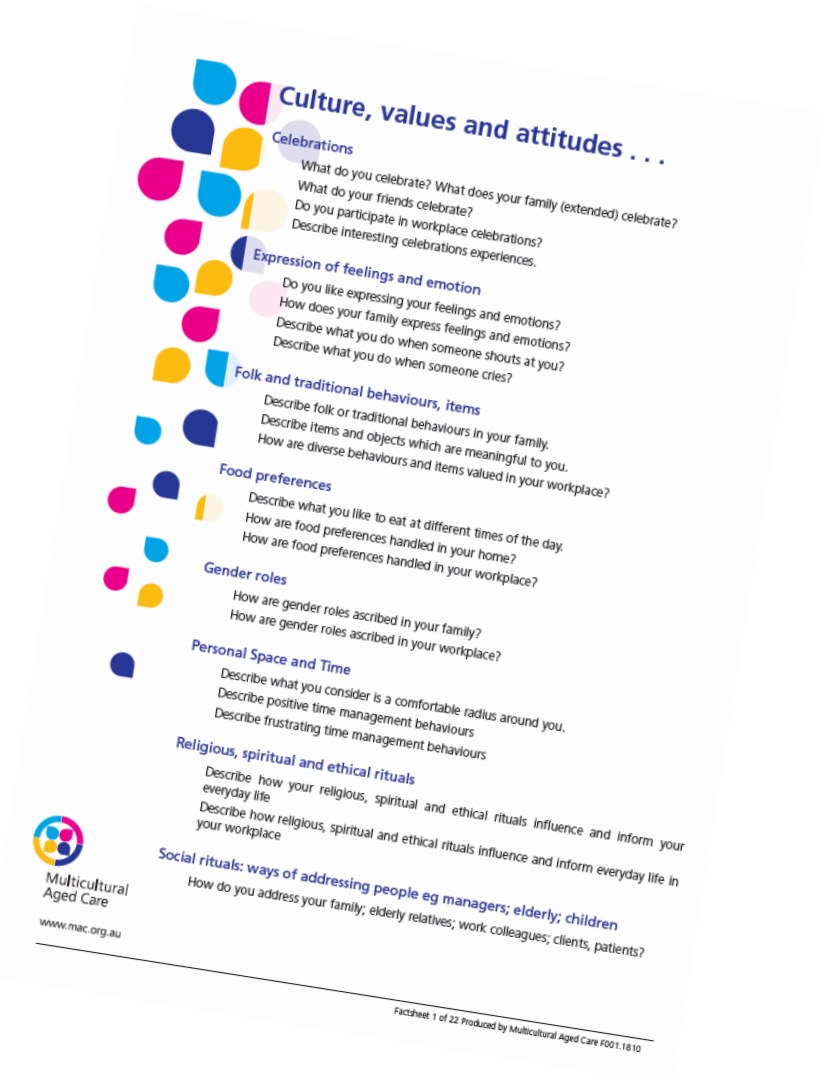 Culture, values and attitudes . . .
Celebrations
What do you celebrate? What does your family (extended) celebrate?
What do your friends celebrate?
Do you participate in workplace celebrations?
Describe interesting celebrations experiences.
Expression of feelings and emotion
Do you like expressing your feelings and emotions?
How does your family express feelings and emotions?
Describe what you do when someone shouts at you?
Describe what you do when someone cries?
Folk and traditional behaviours, items
Describe folk or traditional behaviours in your family.
Describe items and objects which are meaningful to you.
How are diverse behaviours and items valued in your workplace?
Food preferences
Describe what you like to eat at different times of the day.
How are food preferences handled in your home?
How are food preferences handled in your workplace?
Gender roles
How are gender roles ascribed in your family?
How are gender roles ascribed in your workplace?
Personal Space and Time
Describe what you consider is a comfortable radius around you.
Describe positive time management behaviours
Describe frustrating time management behaviours
Religious, spiritual and ethical rituals
Describe how your religious, spiritual and ethical rituals influence and inform your
everyday life
Describe how religious, spiritual and ethical rituals influence and inform everyday life in
your workplace
Social rituals: ways of addressing people eg managers; elderly; children
How do you address your family; elderly relatives; work colleagues; clients, patients?
Multicultural
Aged Care
www.mac.org.au
Factsheet 1 of 22 Produced by Multicultural Aged Care F001.1810